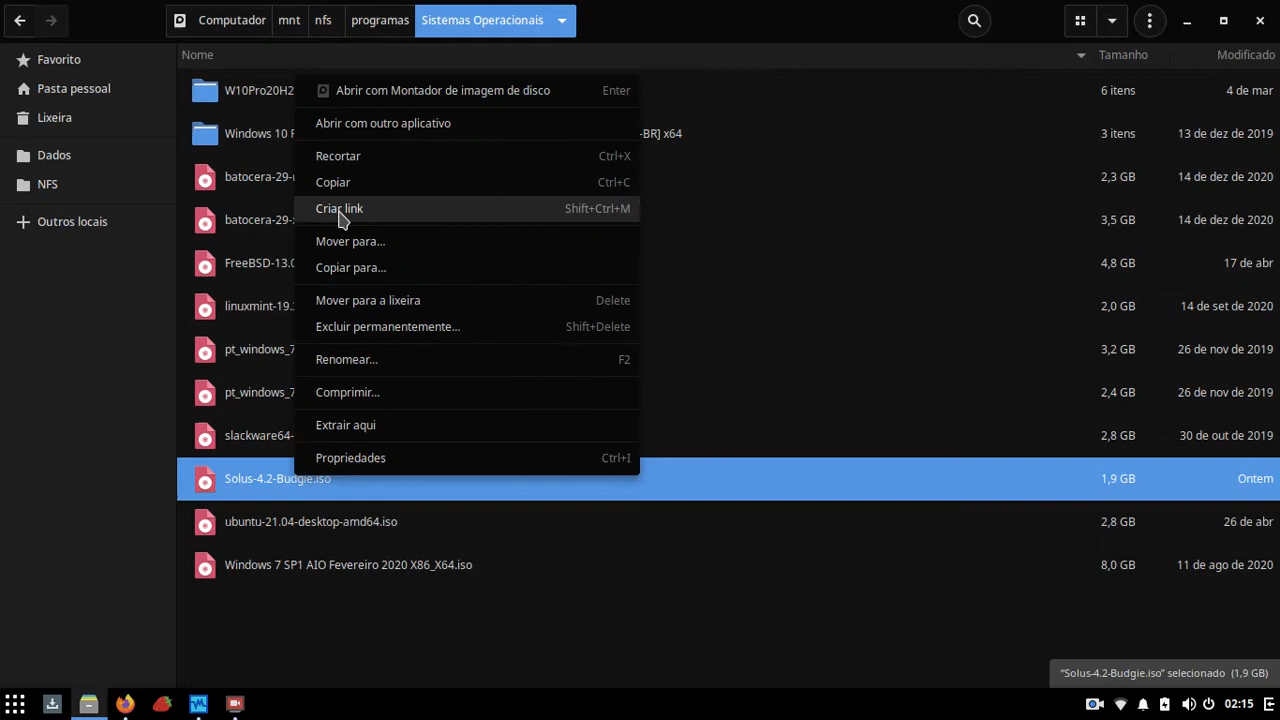 Computador mnt nfs programas Sistemas Operacionais
Nome Tamanho Modificado
Favorito
Pasta pessoal
Lixeira
Dados
NFS
Outros locais
W10Pro20H2 6 itens 4 de mar
Windows 10 -BR] x64 3 itens 13 de dez de 2019
batocera-29- 2,3 GB 14 de dez de 2020
batocera-29- 3,5 GB 14 de dez de 2020
FreeBSD-13.0 4,8 GB 17 de abr
linuxmint-19. 2,0 GB 14 de set de 2020
pt_windows_7 3,2 GB 26 de nov de 2019
pt_windows_7 2,4 GB 26 de nov de 2019
slackware64- 2,8 GB 30 de out de 2019
Solus-4.2-Budgie.iso 1,9 GB Ontem
ubuntu-21.04-desktop-amd64.iso 2,8 GB 26 de abr
Windows 7 SP1 AIO Fevereiro 2020 X86_X64.iso 8,0 GB 11 de ago de 2020
Abrir com Montador de imagem de disco Enter
Abrir com outro aplicativo
Recortar Ctrl+X
Copiar Ctrl+C
Criar link Shift+Ctrl+M
Mover para...
Copiar para...
Mover para a lixeira Delete
Excluir permanentemente... Shift+Delete
Renomear... F2
Comprimir...
Extrair aqui
Propriedades Ctrl+I
“Solus-4.2-Budgie.iso” selecionado (1,9 GB)
02:15